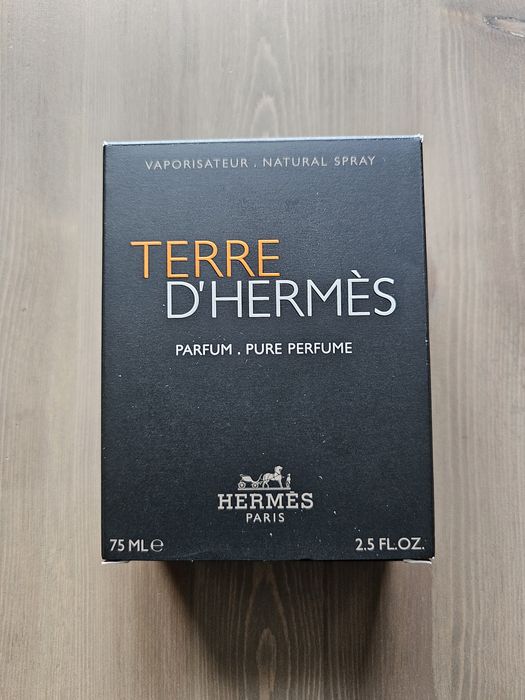 VAPORISATEUR . NATURAL SPRAY
TERRE
D'HERMÈS
PARFUM . PURE PERFUME
HERMÈS
PARIS
75 ML ℮ 2.5 FL.OZ.